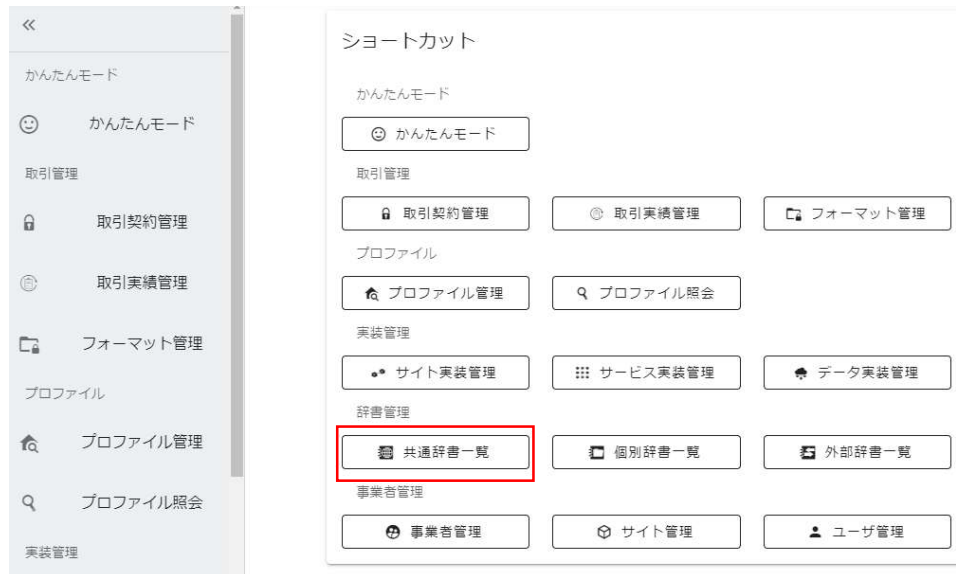 かんたんモード
かんたんモード
取引管理
取引契約管理
取引実績管理
フォーマット管理
プロファイル
プロファイル管理
プロファイル照会
実装管理
ショートカット
かんたんモード
かんたんモード
取引管理
取引契約管理 取引実績管理 フォーマット管理
プロファイル
プロファイル管理 プロファイル照会
実装管理
サイト実装管理 サービス実装管理 データ実装管理
辞書管理
共通辞書一覧 個別辞書一覧 外部辞書一覧
事業者管理
事業者管理 サイト管理 ユーザ管理